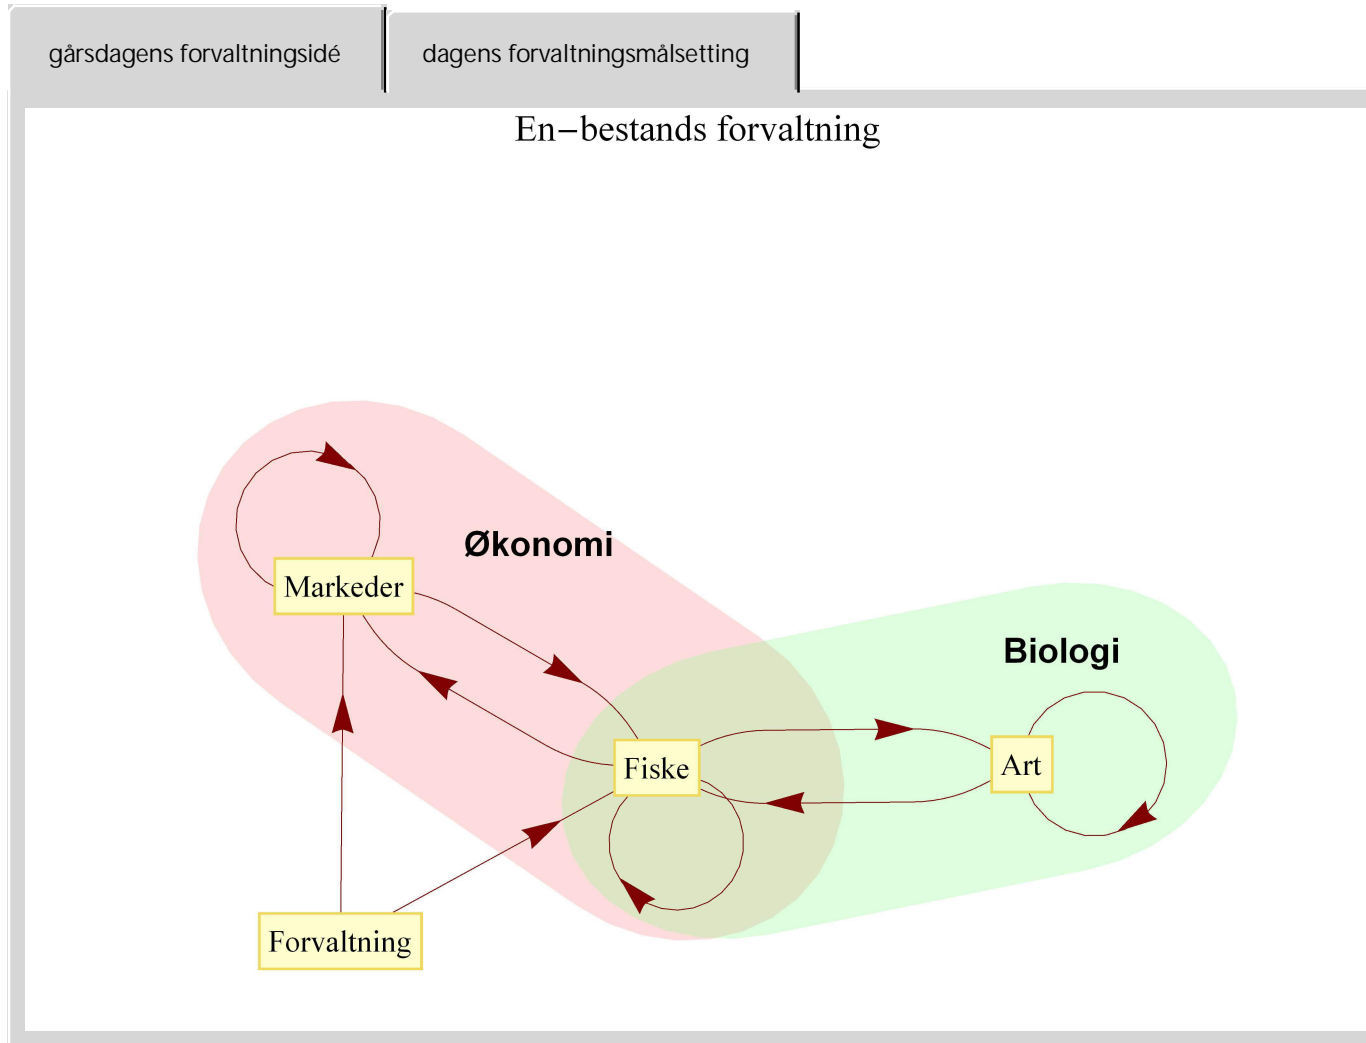 gårsdagens forvaltningsidé
dagens forvaltningsmålsetting
En−bestands forvaltning
Økonomi
Markeder
Biologi
Fiske
Art
Forvaltning